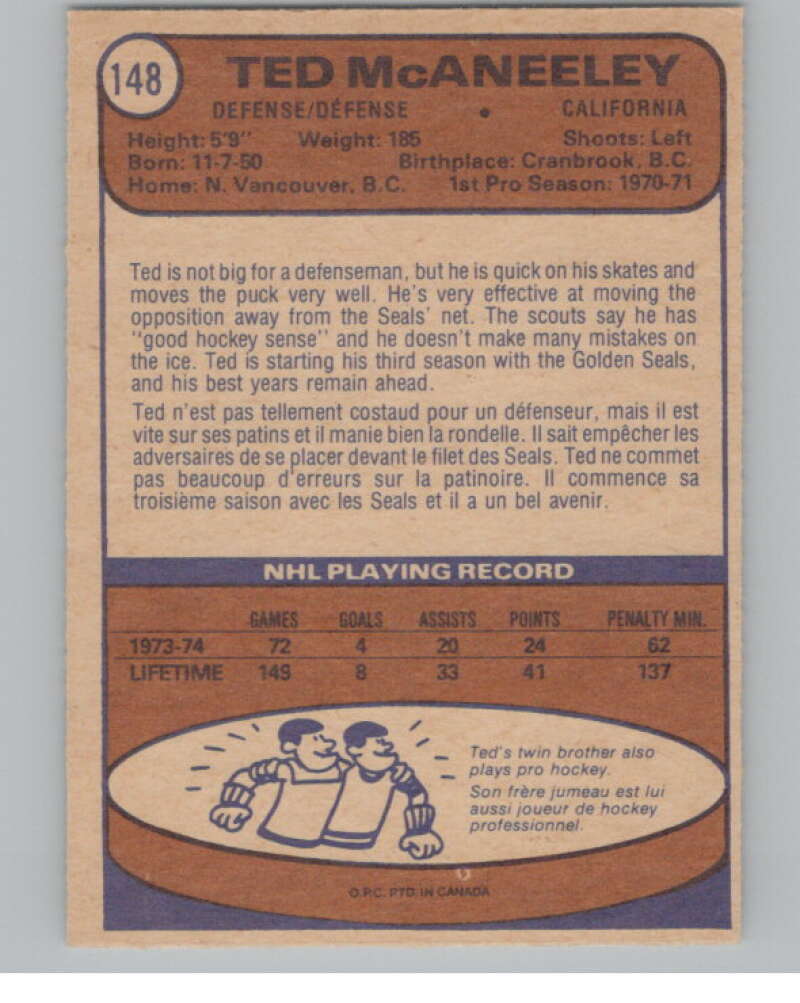 148
TED McANEELEY
DEFENSE/DÉFENSE • CALIFORNIA
Height: 5'9" Weight: 185 Shoots: Left
Born: 11-7-50 Birthplace: Cranbrook, B.C.
Home: N. Vancouver, B.C. 1st Pro Season: 1970-71
Ted is not big for a defenseman, but he is quick on his skates and
moves the puck very well. He's very effective at moving the
opposition away from the Seals' net. The scouts say he has
"good hockey sense" and he doesn't make many mistakes on
the ice. Ted is starting his third season with the Golden Seals,
and his best years remain ahead.
Ted n'est pas tellement costaud pour un défenseur, mais il est
vite sur ses patins et il manie bien la rondelle. Il sait empêcher les
adversaires de se placer devant le filet des Seals. Ted ne commet
pas beaucoup d'erreurs sur la patinoire. Il commence sa
troisième saison avec les Seals et il a un bel avenir.
NHL PLAYING RECORD
GAMES GOALS ASSISTS POINTS PENALTY MIN.
1973-74 72 4 20 24 62
LIFETIME 149 8 33 41 137
Ted's twin brother also
plays pro hockey.
Son frère jumeau est lui
aussi joueur de hockey
professionnel.
O.P.C. PTD. IN CANADA